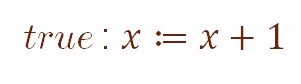 true : x := x + 1